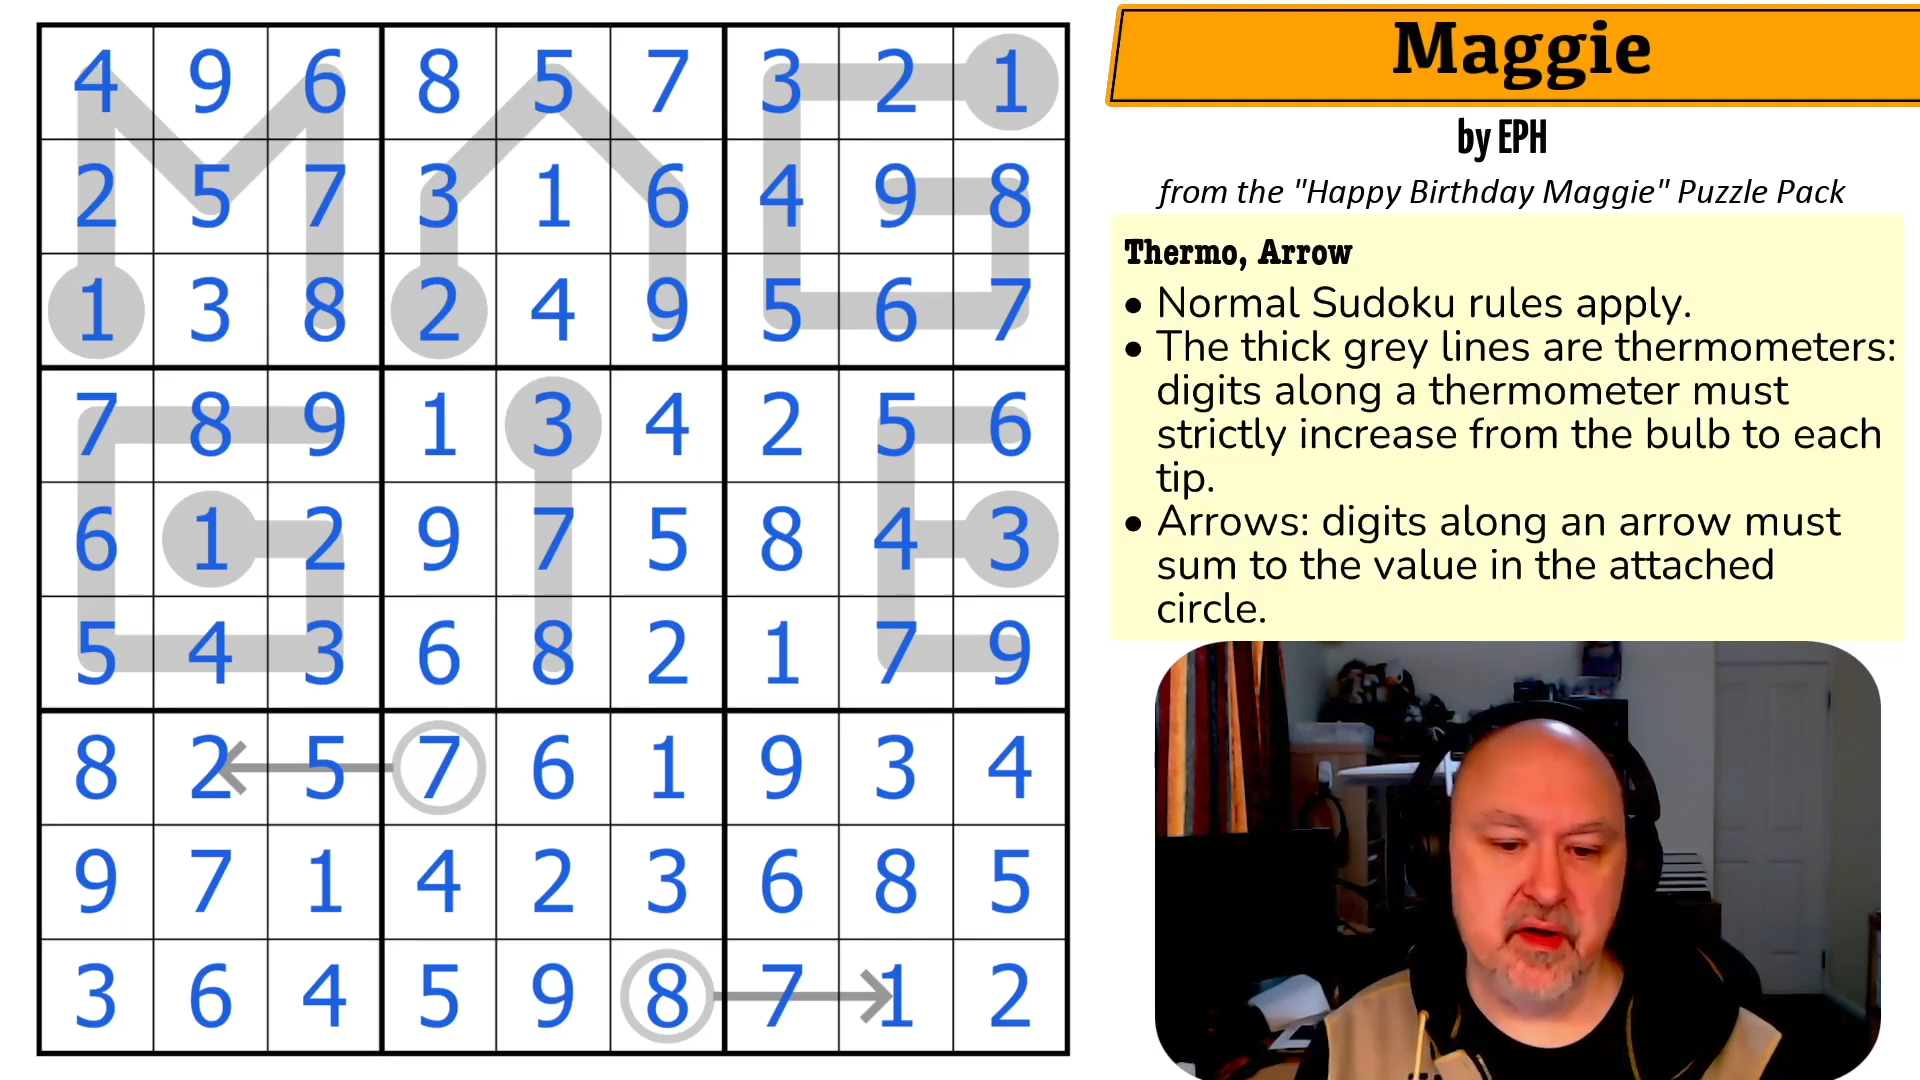 4 9 6 8 5 7 3 2 1
2 5 7 3 1 6 4 9 8
1 3 8 2 4 9 5 6 7
7 8 9 1 3 4 2 5 6
6 1 2 9 7 5 8 4 3
5 4 3 6 8 2 1 7 9
8 2 5 7 6 1 9 3 4
9 7 1 4 2 3 6 8 5
3 6 4 5 9 8 7 1 2
Maggie
by EPH
from the "Happy Birthday Maggie" Puzzle Pack
Thermo, Arrow
• Normal Sudoku rules apply.
• The thick grey lines are thermometers:
digits along a thermometer must
strictly increase from the bulb to each
tip.
• Arrows: digits along an arrow must
sum to the value in the attached
circle.